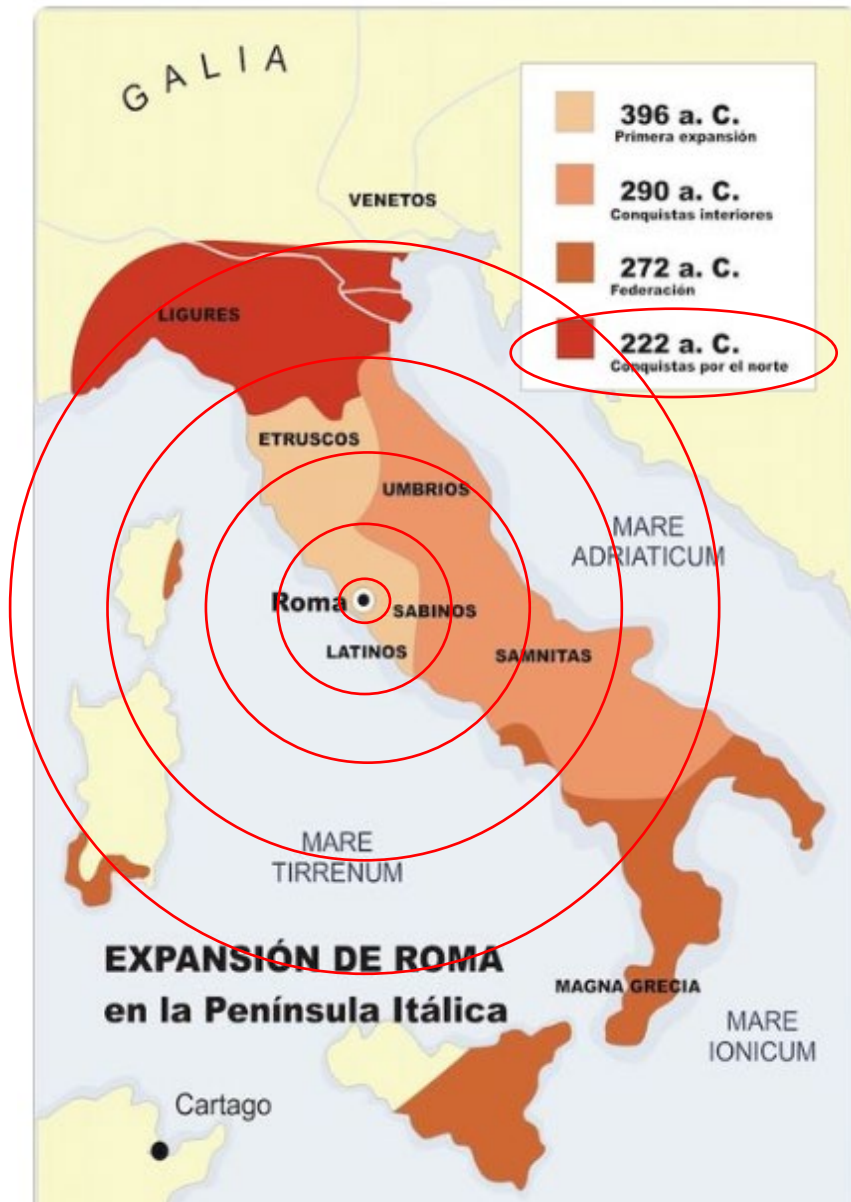 GALIA
396 a. C.
Primera expansión
290 a. C.
Conquistas interiores
272 a. C.
Federación
222 a. C.
Conquistas por el norte
VENETOS
LIGURES
ETRUSCOS
UMBRIOS
MARE
ADRIATICUM
Roma
SABINOS
LATINOS
SAMNITAS
MARE
TIRRENUM
EXPANSIÓN DE ROMA
en la Península Itálica
MAGNA GRECIA
MARE
IONICUM
Cartago